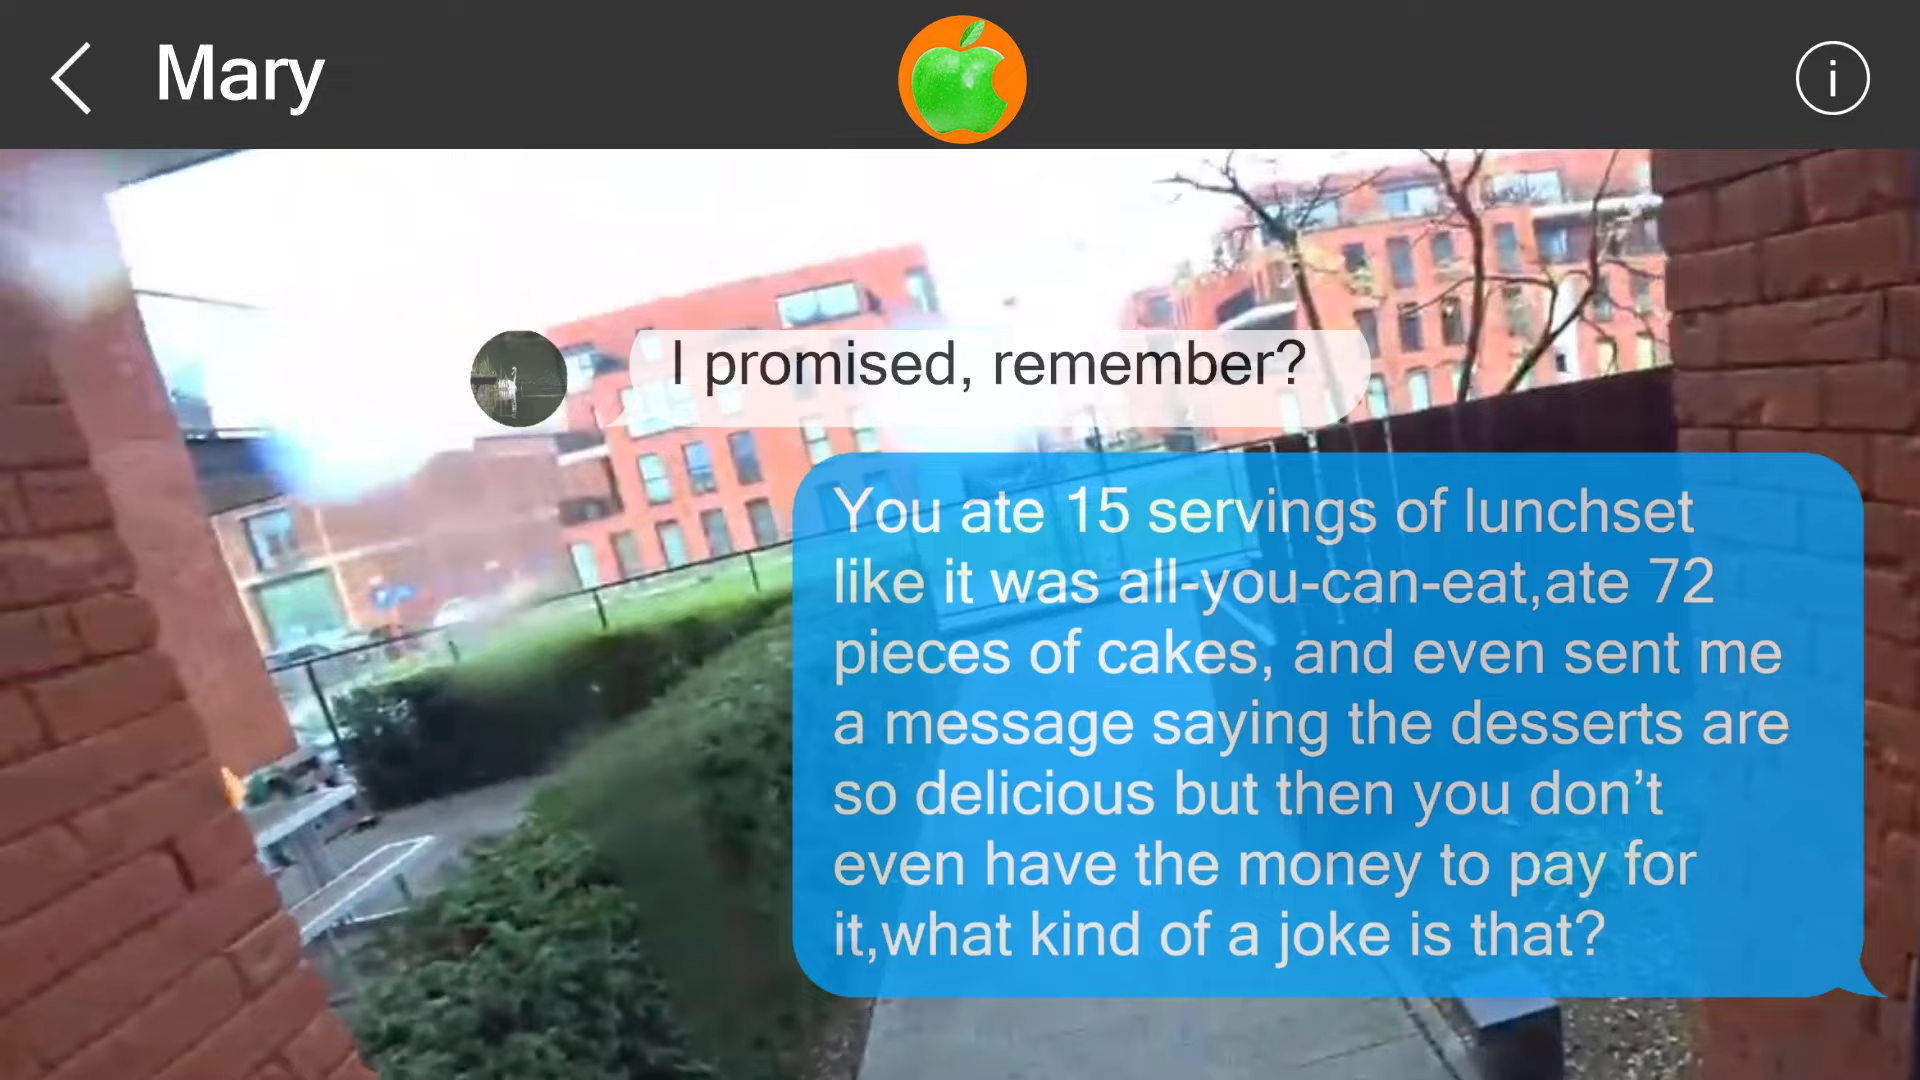 Mary
i
I promised, remember?
You ate 15 servings of lunchset
like it was all-you-can-eat,ate 72
pieces of cakes, and even sent me
a message saying the desserts are
so delicious but then you don’t
even have the money to pay for
it,what kind of a joke is that?